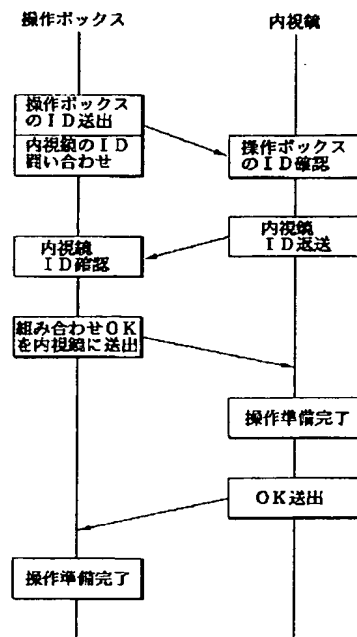 操作ボックス
内視鏡
操作ボックス
のID送出
内視鏡のID
問い合わせ
操作ボックス
のID確認
内視鏡
ID返送
内視鏡
ID確認
組み合わせOK
を内視鏡に送出
操作準備完了
OK送出
操作準備完了